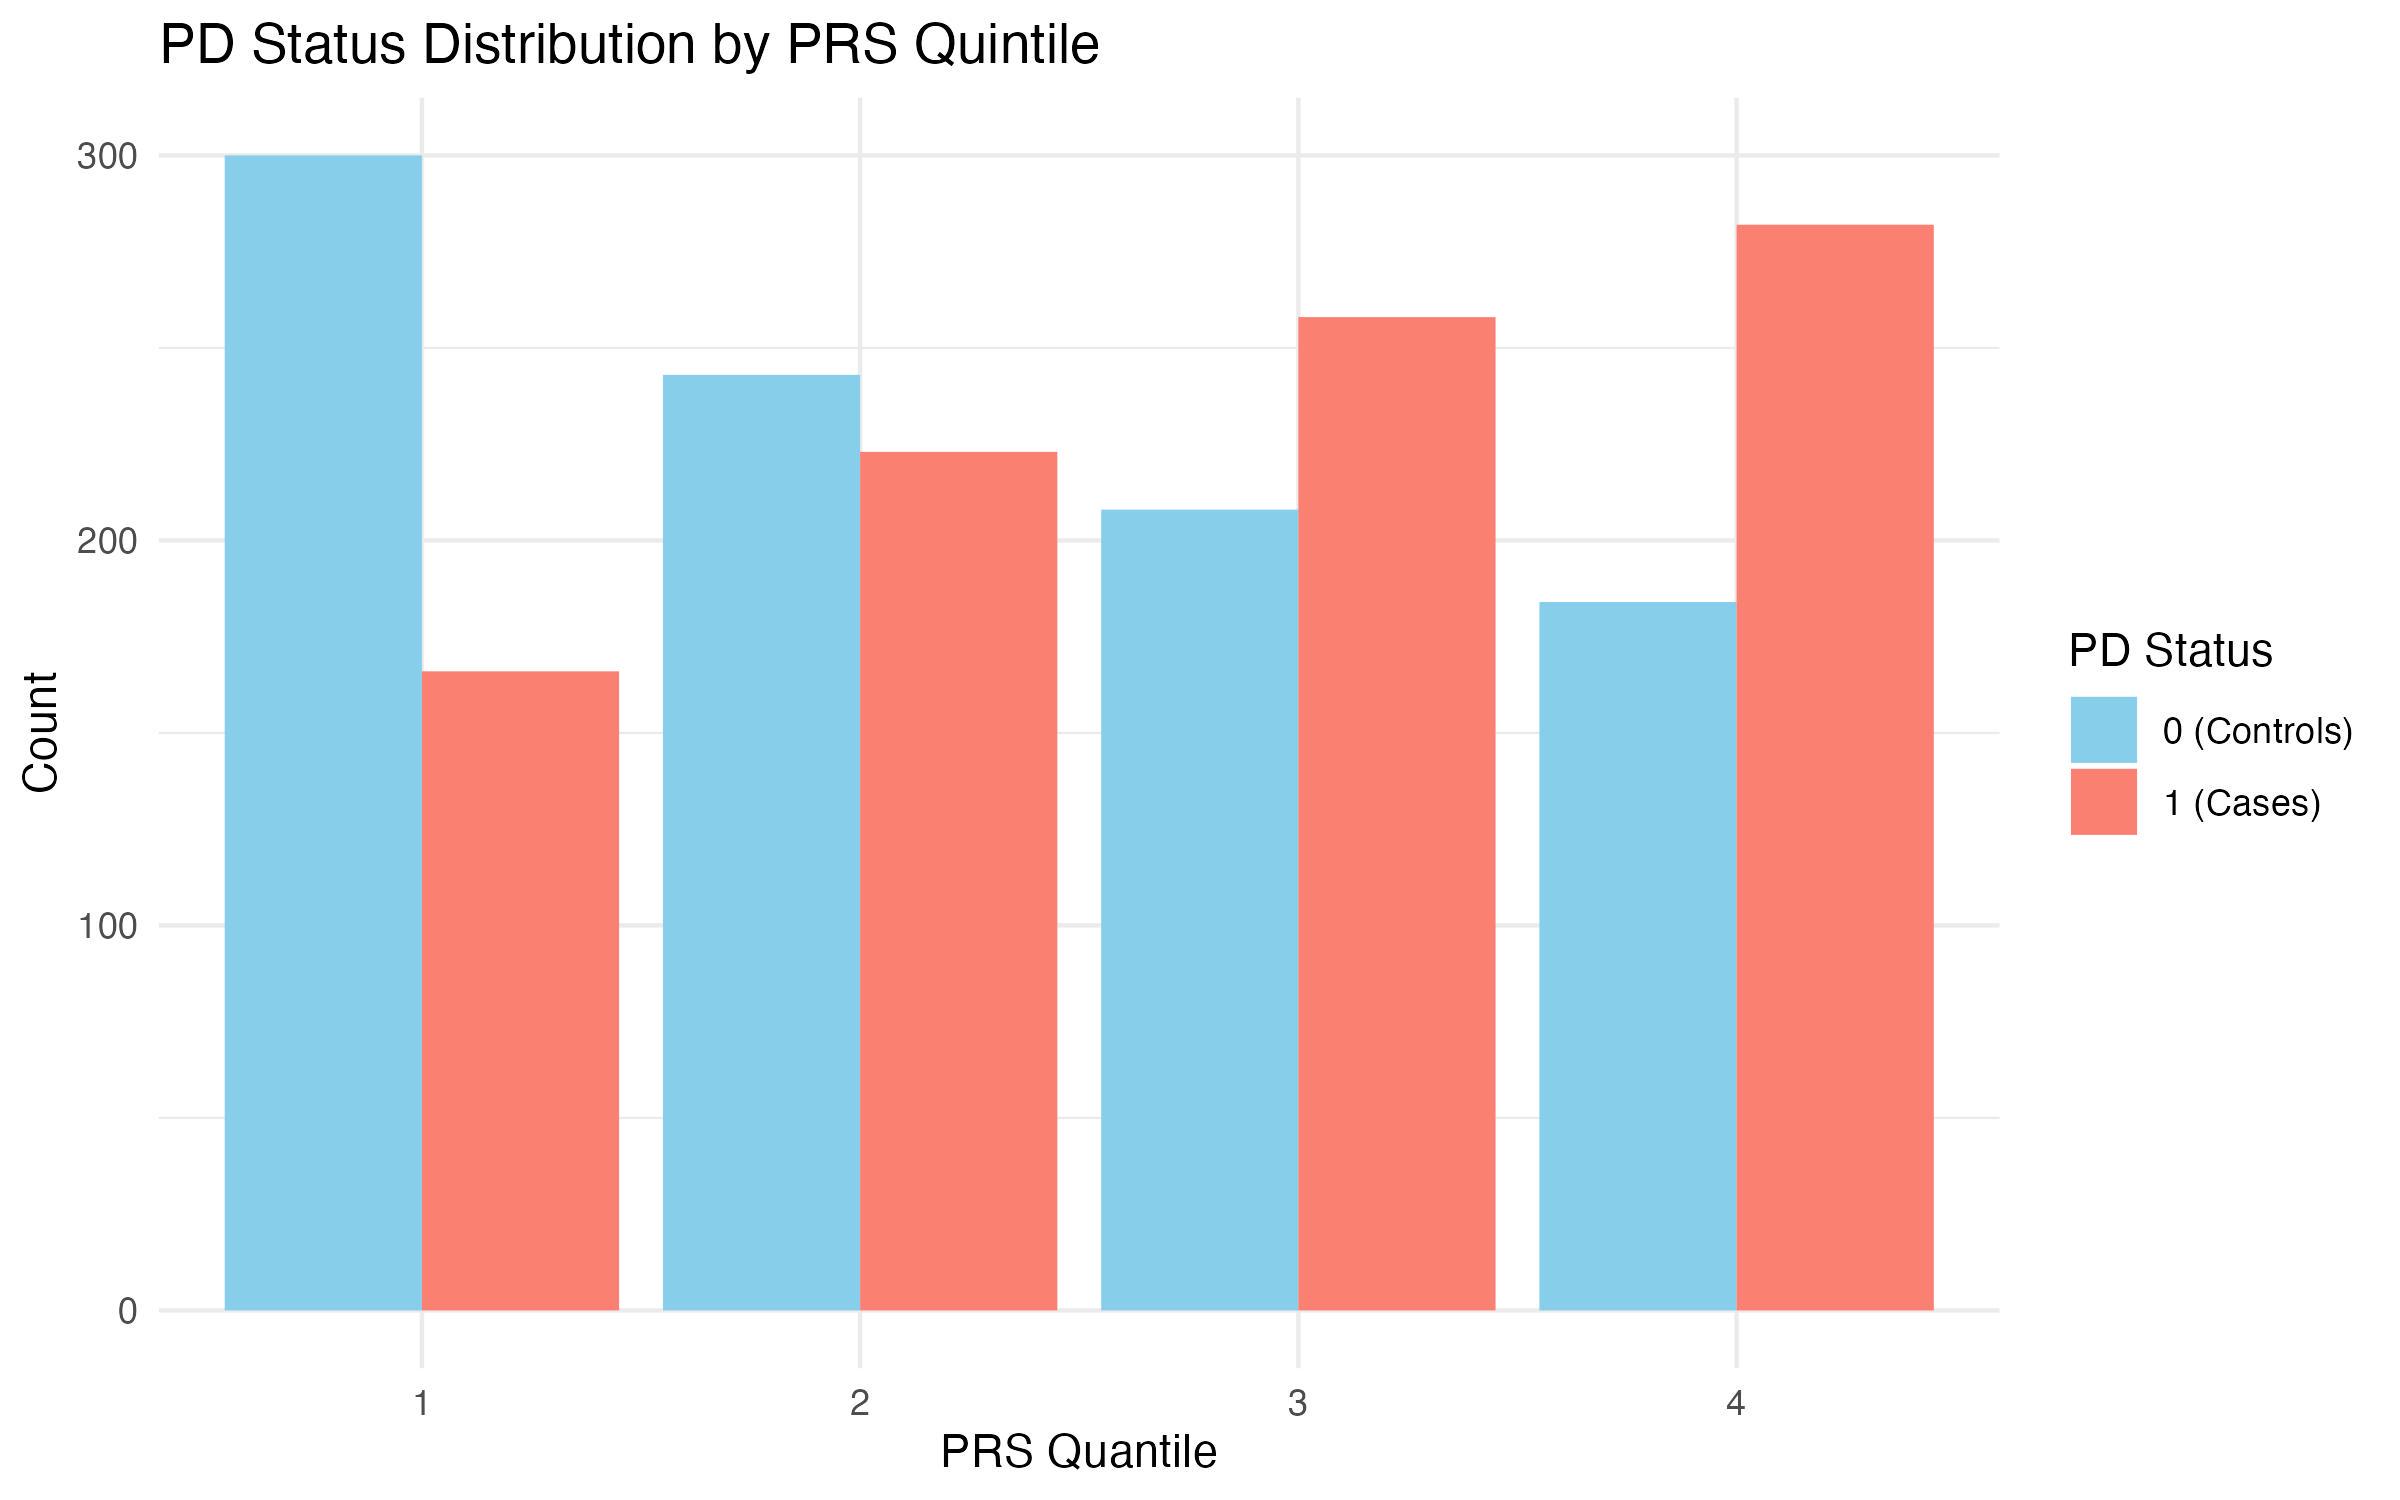 PD Status Distribution by PRS Quintile
300
200
100
0
Count
1
2
3
4
PRS Quantile
PD Status
0 (Controls)
1 (Cases)